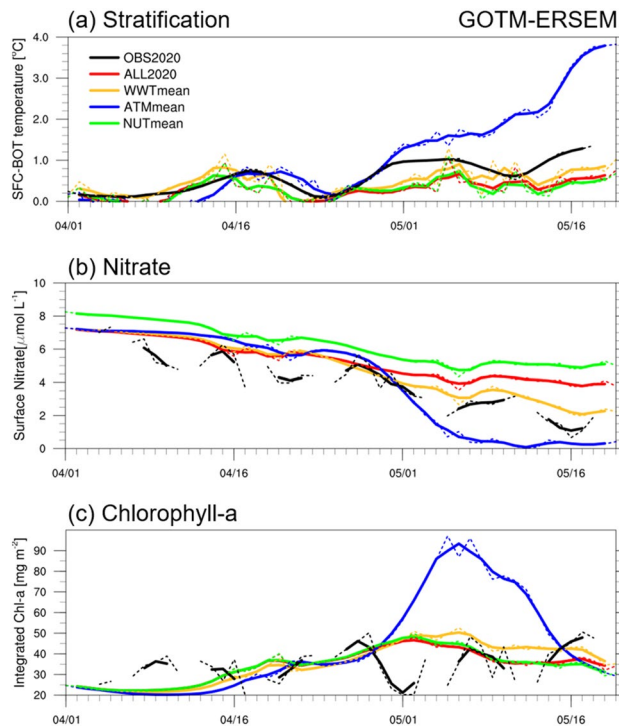 (a) Stratification GOTM-ERSEM
SFC-BOT temperature [°C]
4.0
3.0
2.0
1.0
0.0
OBS2020
ALL2020
WWTmean
ATMmean
NUTmean
04/01 04/16 05/01 05/16
(b) Nitrate
Surface Nitrate[μmol L⁻¹]
10
8
6
4
2
0
04/01 04/16 05/01 05/16
(c) Chlorophyll-a
Integrated Chl-a [mg m⁻²]
90
80
70
60
50
40
30
20
04/01 04/16 05/01 05/16